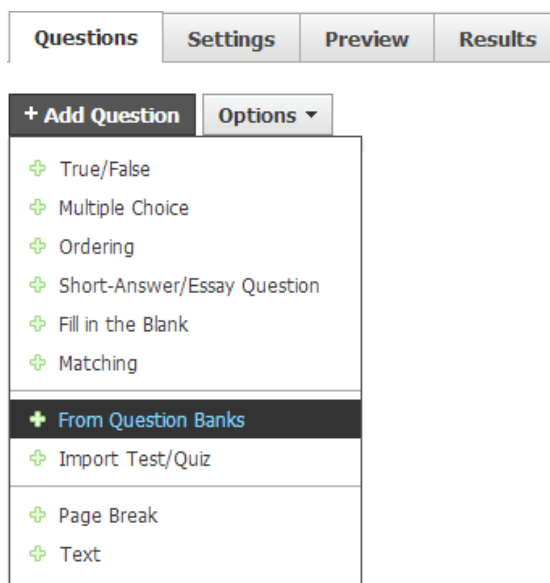 Questions Settings Preview Results
+ Add Question Options
True/False
Multiple Choice
Ordering
Short-Answer/Essay Question
Fill in the Blank
Matching
From Question Banks
Import Test/Quiz
Page Break
Text